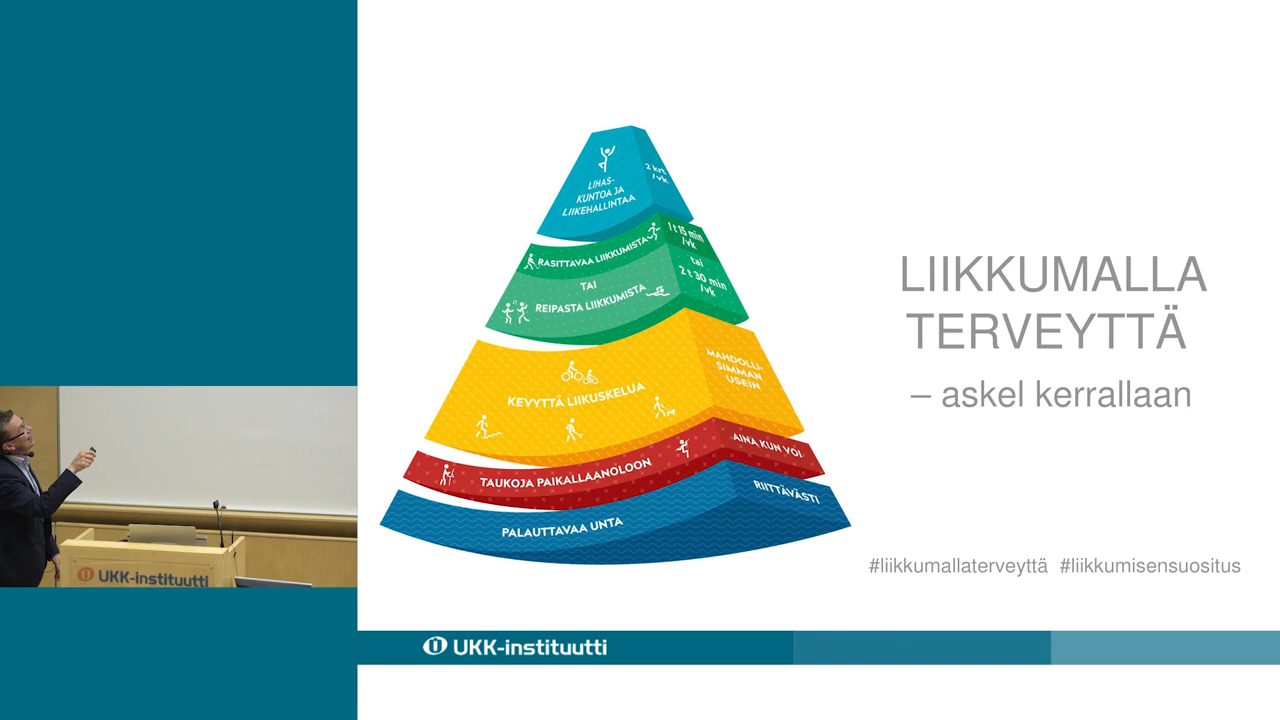 LIHAS-
KUNTOA JA
LIIKEHALLINTAA
2 krt
/vk
RASITTAVAA LIIKKUMISTA
1 t 15 min
/vk
TAI
tai
REIPASTA LIIKKUMISTA
2 t 30 min
/vk
KEVYTTÄ LIIKUSKELUA
MAHDOLLI-
SIMMAN
USEIN
TAUKOJA PAIKALLAANOLOON
AINA KUN VOI
PALAUTTAVAA UNTA
RIITTÄVÄSTI
LIIKKUMALLA
TERVEYTTÄ
– askel kerrallaan
#liikkumallaterveyttä #liikkumisensuositus
UKK-instituutti
UKK-instituutti